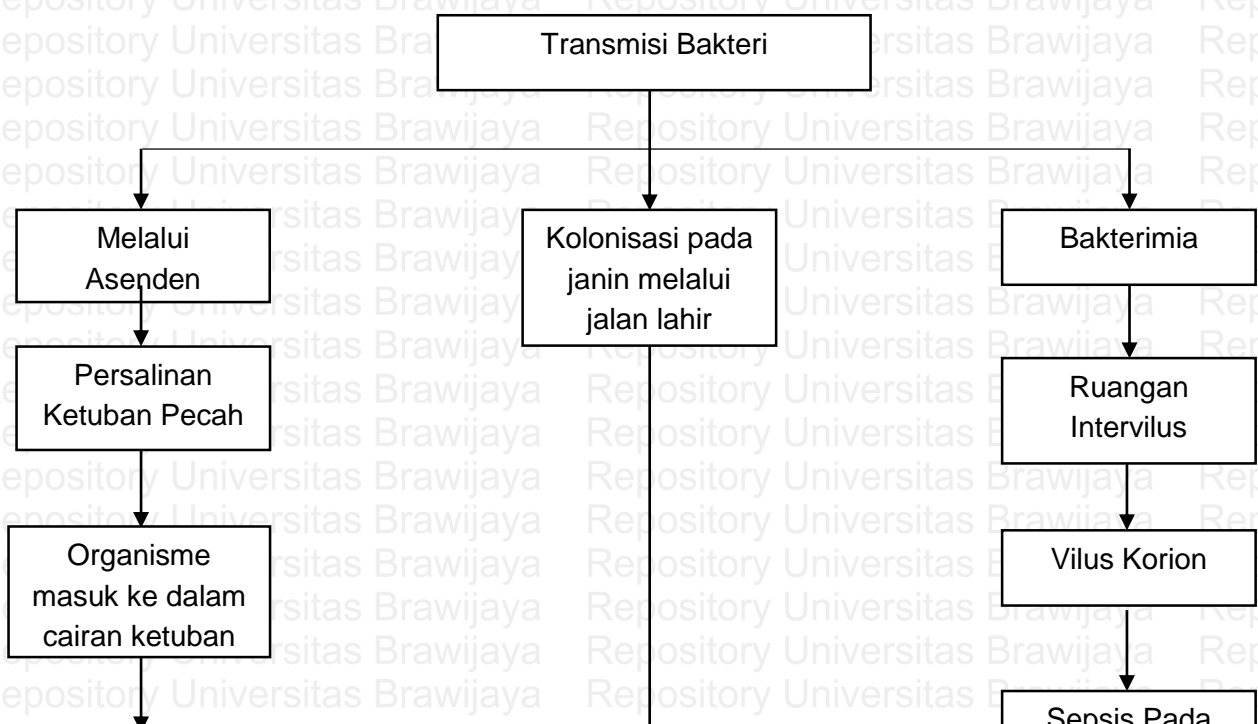 Transmisi Bakteri
Melalui
Asenden
Kolonisasi pada
janin melalui
jalan lahir
Bakterimia
Persalinan
Ketuban Pecah
Ruangan
Intervilus
Organisme
masuk ke dalam
cairan ketuban
Vilus Korion
Sepsis Pada